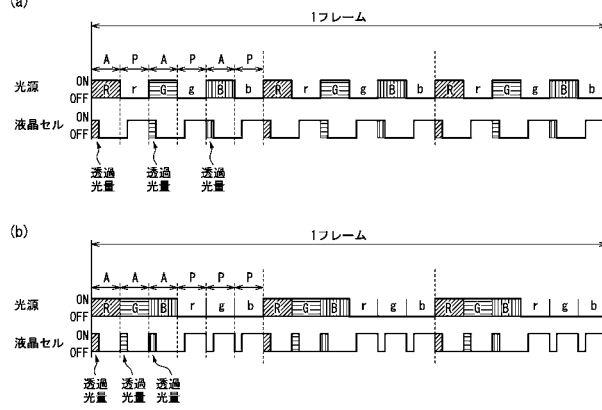 (a)
1フレーム
A P A P A P
光源 ON OFF R r G g B b R r G g B b R r G g B b
液晶セル ON OFF
透過光量 透過光量 透過光量
(b)
1フレーム
A A A P P P
光源 ON OFF R G B r g b R G B r g b R G B r g b
液晶セル ON OFF
透過光量 透過光量 透過光量